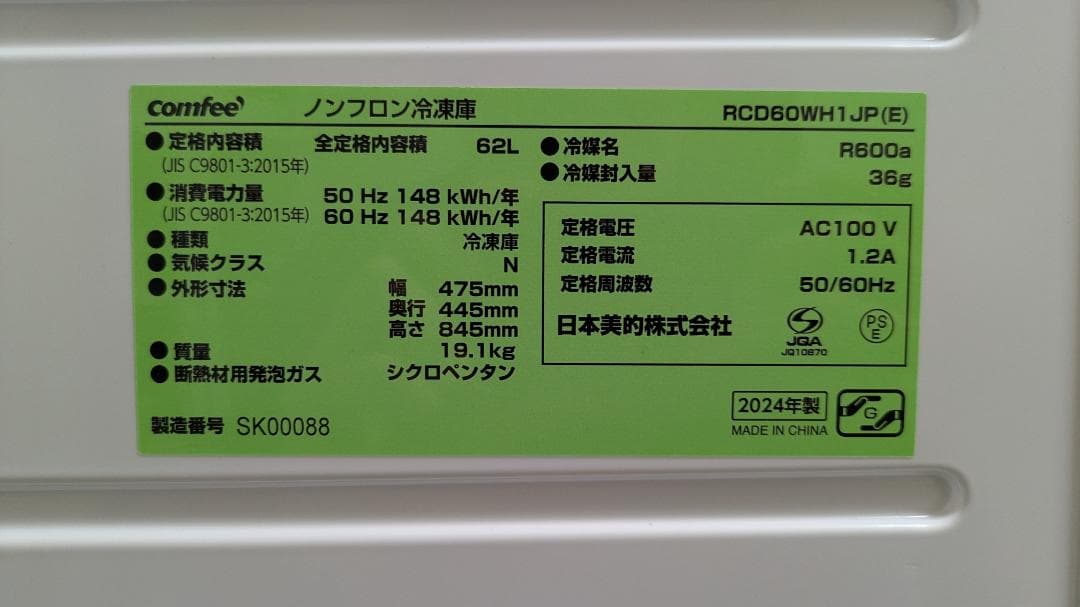 comfee' ノンフロン冷凍庫 RCD60WH1JP(E)
●定格内容積 全定格内容積 62L
(JIS C9801-3:2015年)
●消費電力量 50 Hz 148 kWh/年
(JIS C9801-3:2015年) 60 Hz 148 kWh/年
●種類 冷凍庫
●気候クラス N
●外形寸法 幅 475mm
奥行 445mm
高さ 845mm
●質量 19.1kg
●断熱材用発泡ガス シクロペンタン
製造番号 SK00088
●冷媒名 R600a
●冷媒封入量 36g
定格電圧 AC100 V
定格電流 1.2A
定格周波数 50/60Hz
日本美的株式会社
JQA
JQ10870
PS
E
2024年製
MADE IN CHINA
G